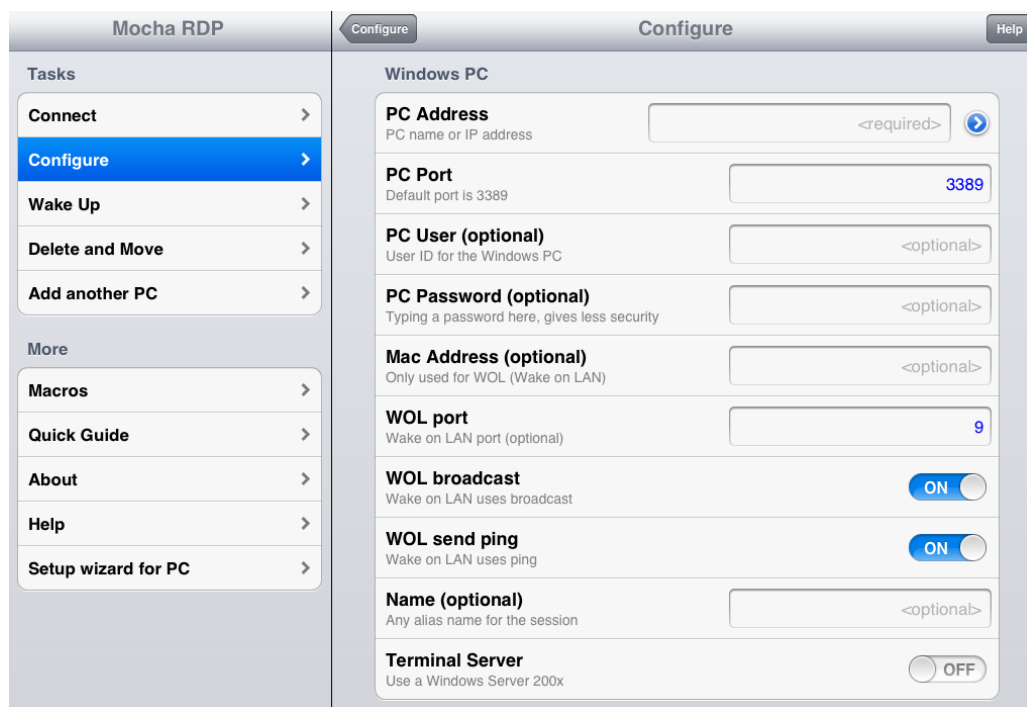 Mocha RDP
Tasks
Connect
Configure
Wake Up
Delete and Move
Add another PC
More
Macros
Quick Guide
About
Help
Setup wizard for PC
Configure
Configure
Help
Windows PC
PC Address
PC name or IP address
<required>
PC Port
Default port is 3389
3389
PC User (optional)
User ID for the Windows PC
<optional>
PC Password (optional)
Typing a password here, gives less security
<optional>
Mac Address (optional)
Only used for WOL (Wake on LAN)
<optional>
WOL port
Wake on LAN port (optional)
9
WOL broadcast
Wake on LAN uses broadcast
ON
WOL send ping
Wake on LAN uses ping
ON
Name (optional)
Any alias name for the session
<optional>
Terminal Server
Use a Windows Server 200x
OFF